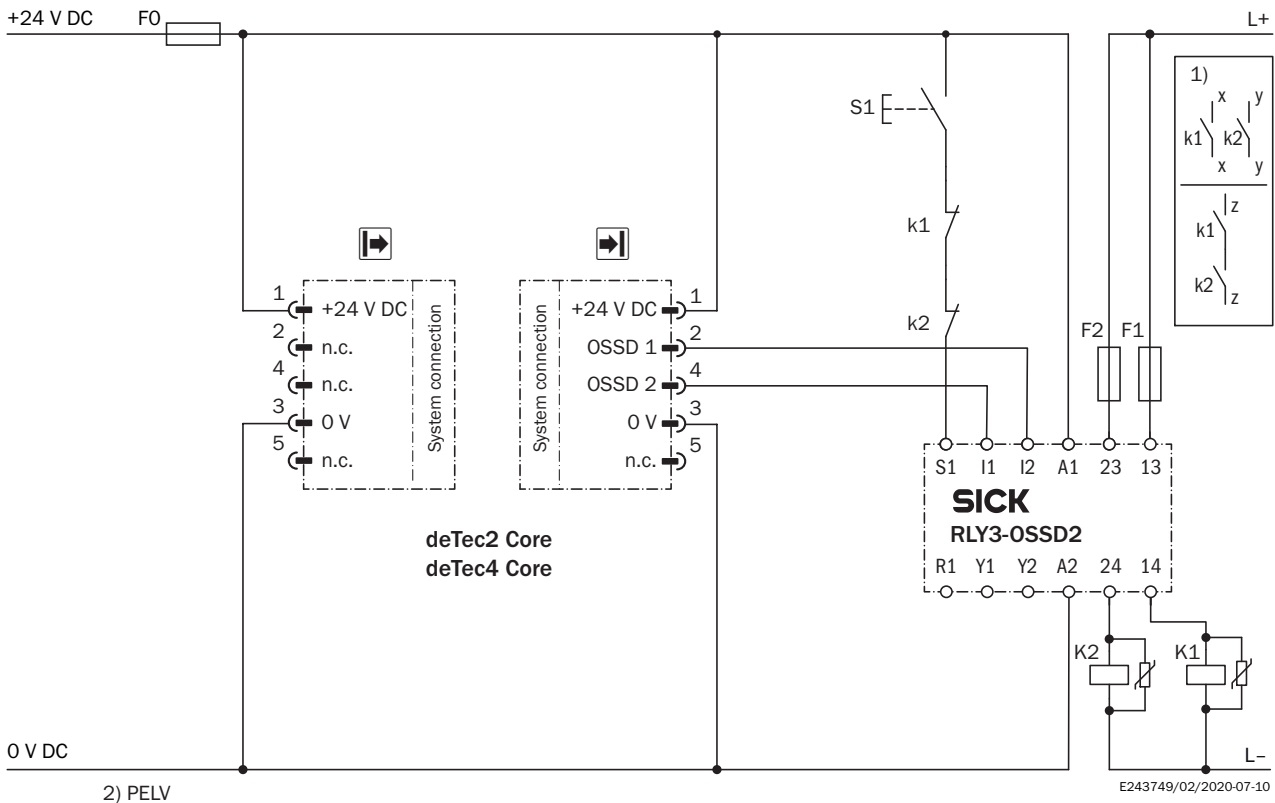 +24 V DC
F0
L+
1)
x
y
k1
k2
x
y
z
k1
k2
z
S1
k1
k2
F2
F1
1
+24 V DC
2
n.c.
4
n.c.
3
0 V
5
n.c.
System connection
System connection
+24 V DC
1
OSSD 1
2
OSSD 2
4
0 V
3
n.c.
5
deTec2 Core
deTec4 Core
S1
I1
I2
A1
23
13
SICK
RLY3-OSSD2
R1
Y1
Y2
A2
24
14
K2
K1
0 V DC
L–
2) PELV
E243749/02/2020-07-10